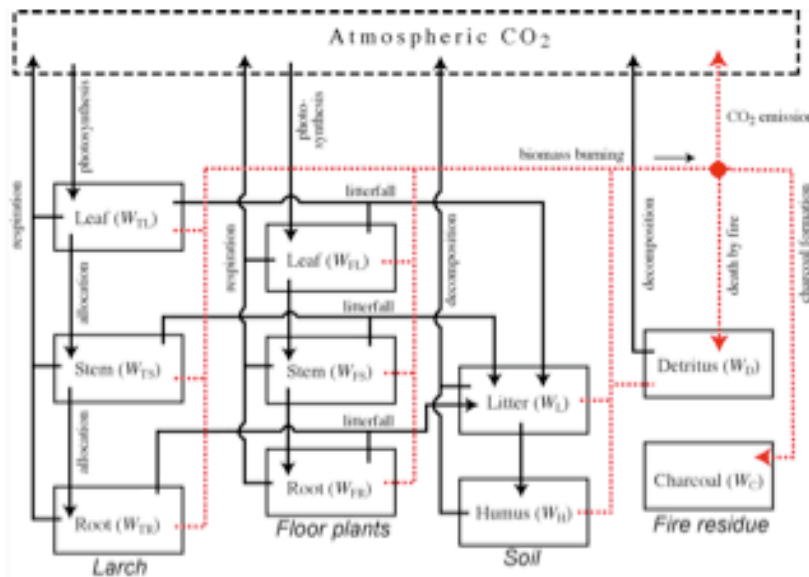 Atmospheric CO2
photosynthesis
photo-
synthesis
CO2 emission
biomass burning
respiration
litterfall
Leaf (WTL)
respiration
Leaf (WFL)
decomposition
decomposition
death by fire
charcoal formation
allocation
litterfall
Stem (WTS)
Stem (WFS)
Litter (WL)
Detritus (WD)
allocation
litterfall
Root (WTR)
Root (WFR)
Humus (WH)
Charcoal (WC)
Larch
Floor plants
Soil
Fire residue